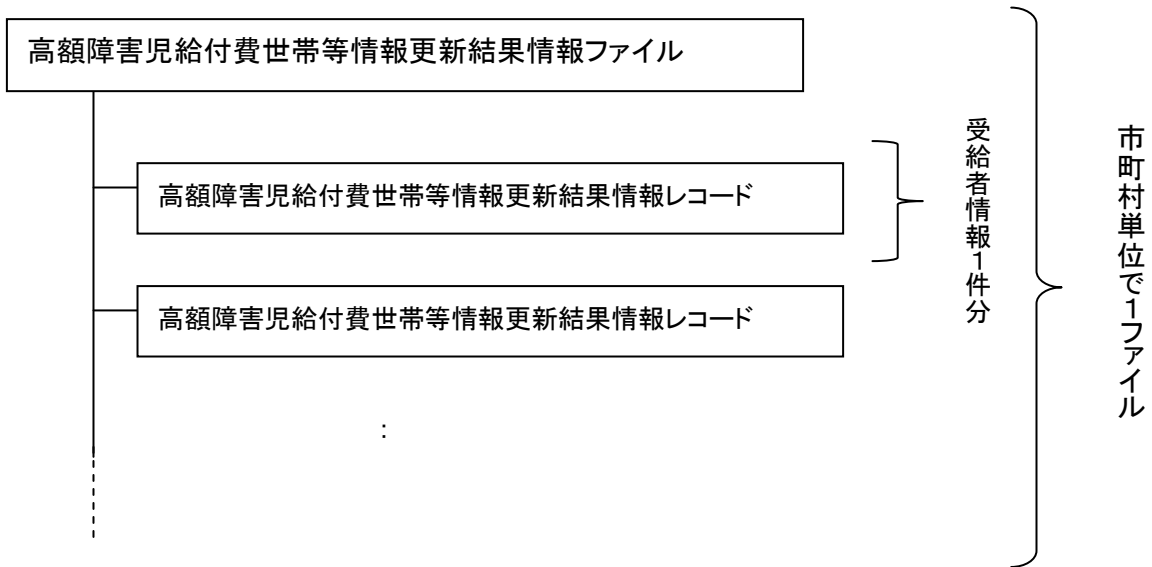 高額障害児給付費世帯等情報更新結果情報ファイル
高額障害児給付費世帯等情報更新結果情報レコード
受給者情報1件分
高額障害児給付費世帯等情報更新結果情報レコード
:
市町村単位で1ファイル